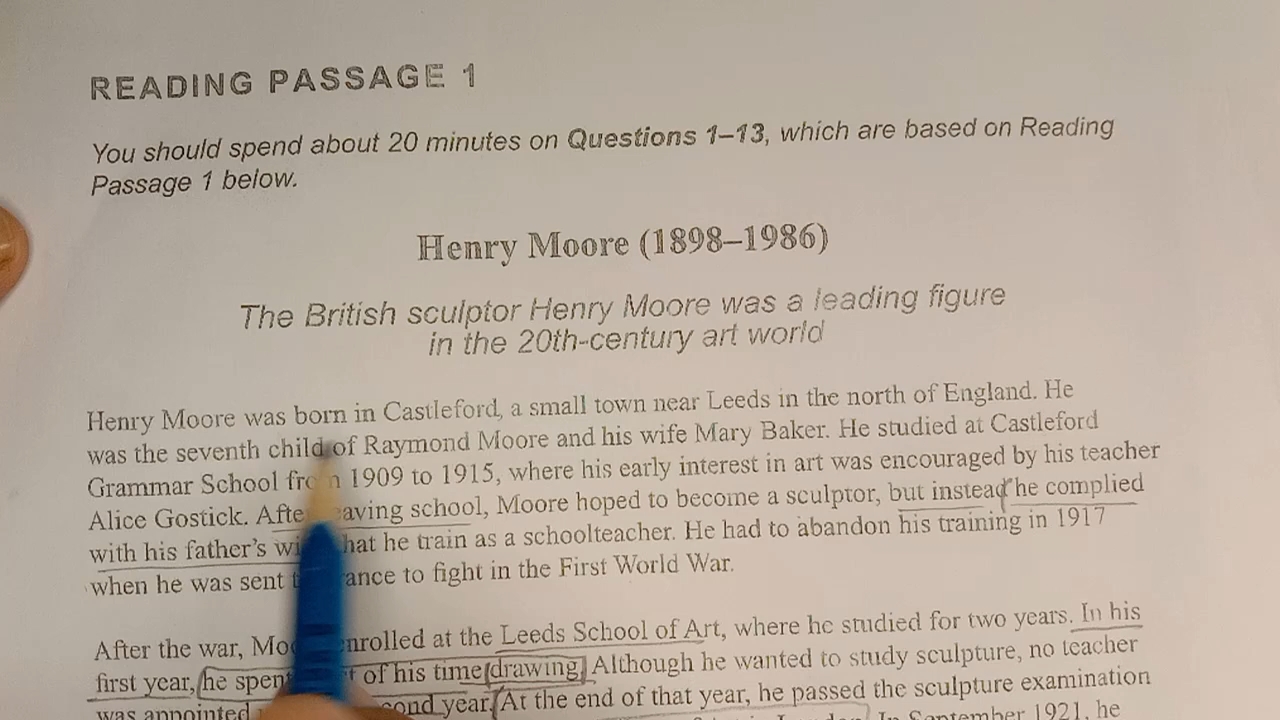 READING PASSAGE 1
You should spend about 20 minutes on Questions 1–13, which are based on Reading
Passage 1 below.
Henry Moore (1898–1986)
The British sculptor Henry Moore was a leading figure
in the 20th-century art world
Henry Moore was born in Castleford, a small town near Leeds in the north of England. He
was the seventh child of Raymond Moore and his wife Mary Baker. He studied at Castleford
Grammar School from 1909 to 1915, where his early interest in art was encouraged by his teacher
Alice Gostick. After leaving school, Moore hoped to become a sculptor, but instead he complied
with his father's that he train as a schoolteacher. He had to abandon his training in 1917
when he was sent France to fight in the First World War.
After the war, enrolled at the Leeds School of Art, where he studied for two years. In his
first year, he spent of his time drawing. Although he wanted to study sculpture, no teacher
was appointed second year. At the end of that year, he passed the sculpture examination
In September 1921, he